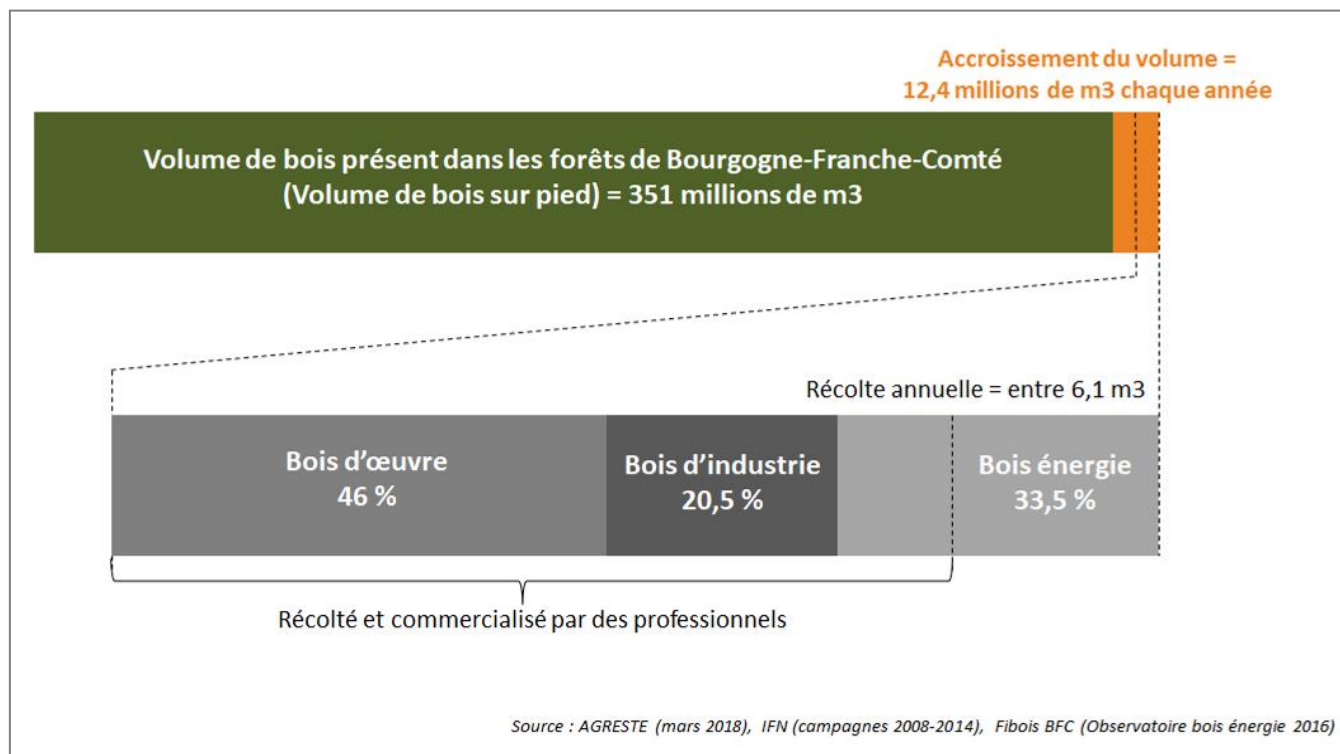 Accroissement du volume =
12,4 millions de m3 chaque année
Volume de bois présent dans les forêts de Bourgogne-Franche-Comté
(Volume de bois sur pied) = 351 millions de m3
Récolte annuelle = entre 6,1 m3
Bois d’œuvre
46 %
Bois d’industrie
20,5 %
Bois énergie
33,5 %
Récolté et commercialisé par des professionnels
Source : AGRESTE (mars 2018), IFN (campagnes 2008-2014), Fibois BFC (Observatoire bois énergie 2016)